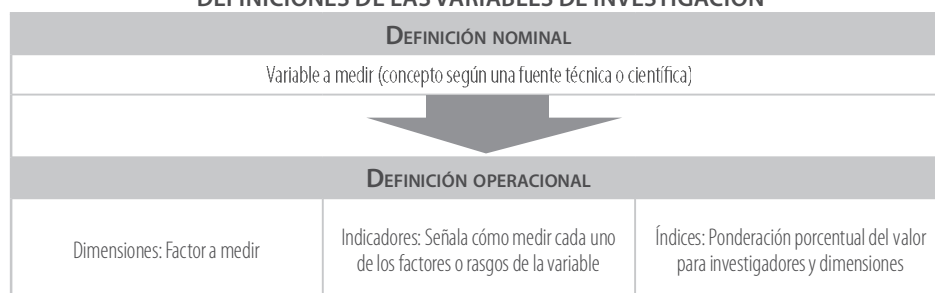 DEFINICIONES DE LAS VARIABLES DE INVESTIGACIÓN
DEFINICIÓN NOMINAL
Variable a medir (concepto según una fuente técnica o científica)
DEFINICIÓN OPERACIONAL
Dimensiones: Factor a medir
Indicadores: Señala cómo medir cada uno
de los factores o rasgos de la variable
Índices: Ponderación porcentual del valor
para investigadores y dimensiones